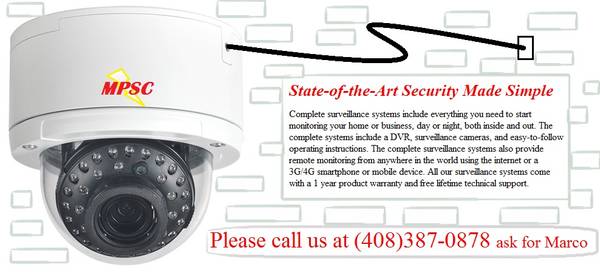 MPSC
State-of-the-Art Security Made Simple
Complete surveillance systems include everything you need to start
monitoring your home or business, day or night, both inside and out. The
complete systems include a DVR, surveillance cameras, and easy-to-follow
operating instructions. The complete surveillance systems also provide
remote monitoring from anywhere in the world using the internet or a
3G/4G smartphone or mobile device. All our surveillance systems come
with a 1 year product warranty and free lifetime technical support.
Please call us at (408)387-0878 ask for Marco